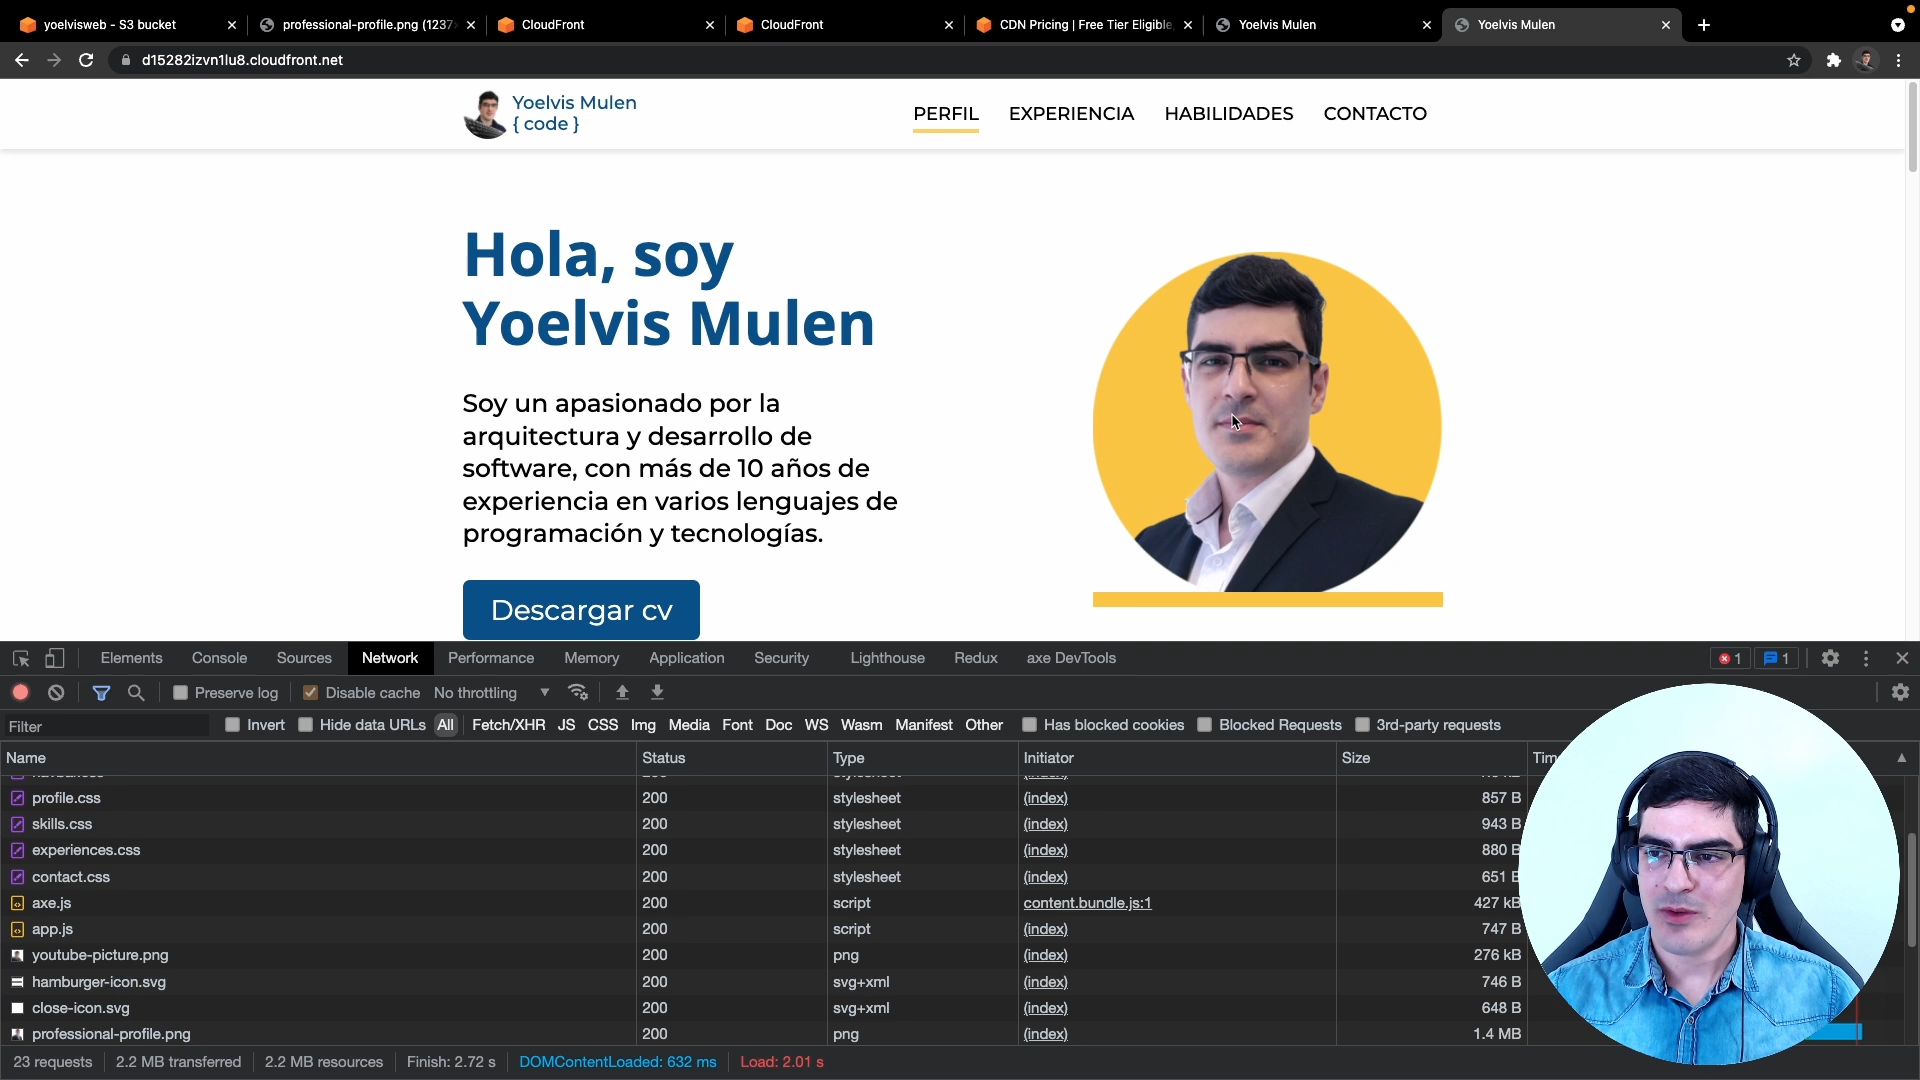 yoelvisweb - S3 bucket
professional-profile.png (1237
CloudFront
CloudFront
CDN Pricing | Free Tier Eligible,
Yoelvis Mulen
Yoelvis Mulen
d15282izvn1lu8.cloudfront.net
Yoelvis Mulen
{ code }
PERFIL EXPERIENCIA HABILIDADES CONTACTO
Hola, soy
Yoelvis Mulen
Soy un apasionado por la
arquitectura y desarrollo de
software, con más de 10 años de
experiencia en varios lenguajes de
programación y tecnologías.
Descargar cv
Elements Console Sources Network Performance Memory Application Security Lighthouse Redux axe DevTools 1 1
Preserve log Disable cache No throttling
Filter Invert Hide data URLs All Fetch/XHR JS CSS Img Media Font Doc WS Wasm Manifest Other Has blocked cookies Blocked Requests 3rd-party requests
Name Status Type Initiator Size
profile.css 200 stylesheet (index) 857 B
skills.css 200 stylesheet (index) 943 B
experiences.css 200 stylesheet (index) 880 B
contact.css 200 stylesheet (index) 651 B
axe.js 200 script content.bundle.js:1 427 kB
app.js 200 script (index) 747 B
youtube-picture.png 200 png (index) 276 kB
hamburger-icon.svg 200 svg+xml (index) 746 B
close-icon.svg 200 svg+xml (index) 648 B
professional-profile.png 200 png (index) 1.4 MB
23 requests 2.2 MB transferred 2.2 MB resources Finish: 2.72 s DOMContentLoaded: 632 ms Load: 2.01 s